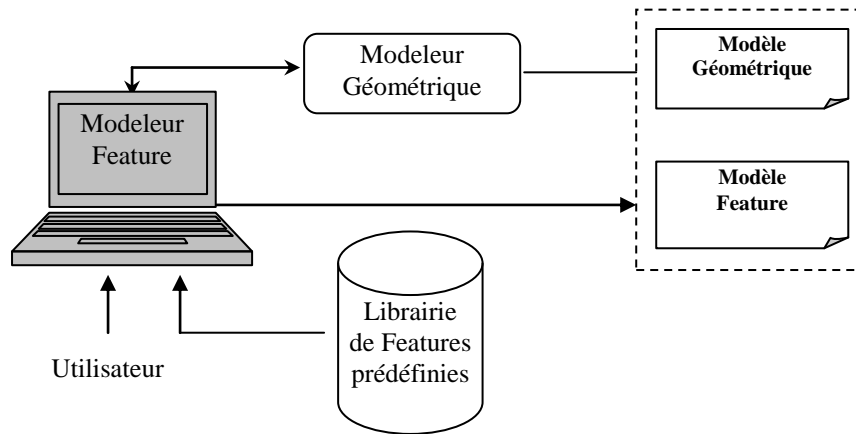 Modeleur
Géométrique
Modèle
Géométrique
Modeleur
Feature
Modèle
Feature
Librairie
de Features
prédéfinies
Utilisateur